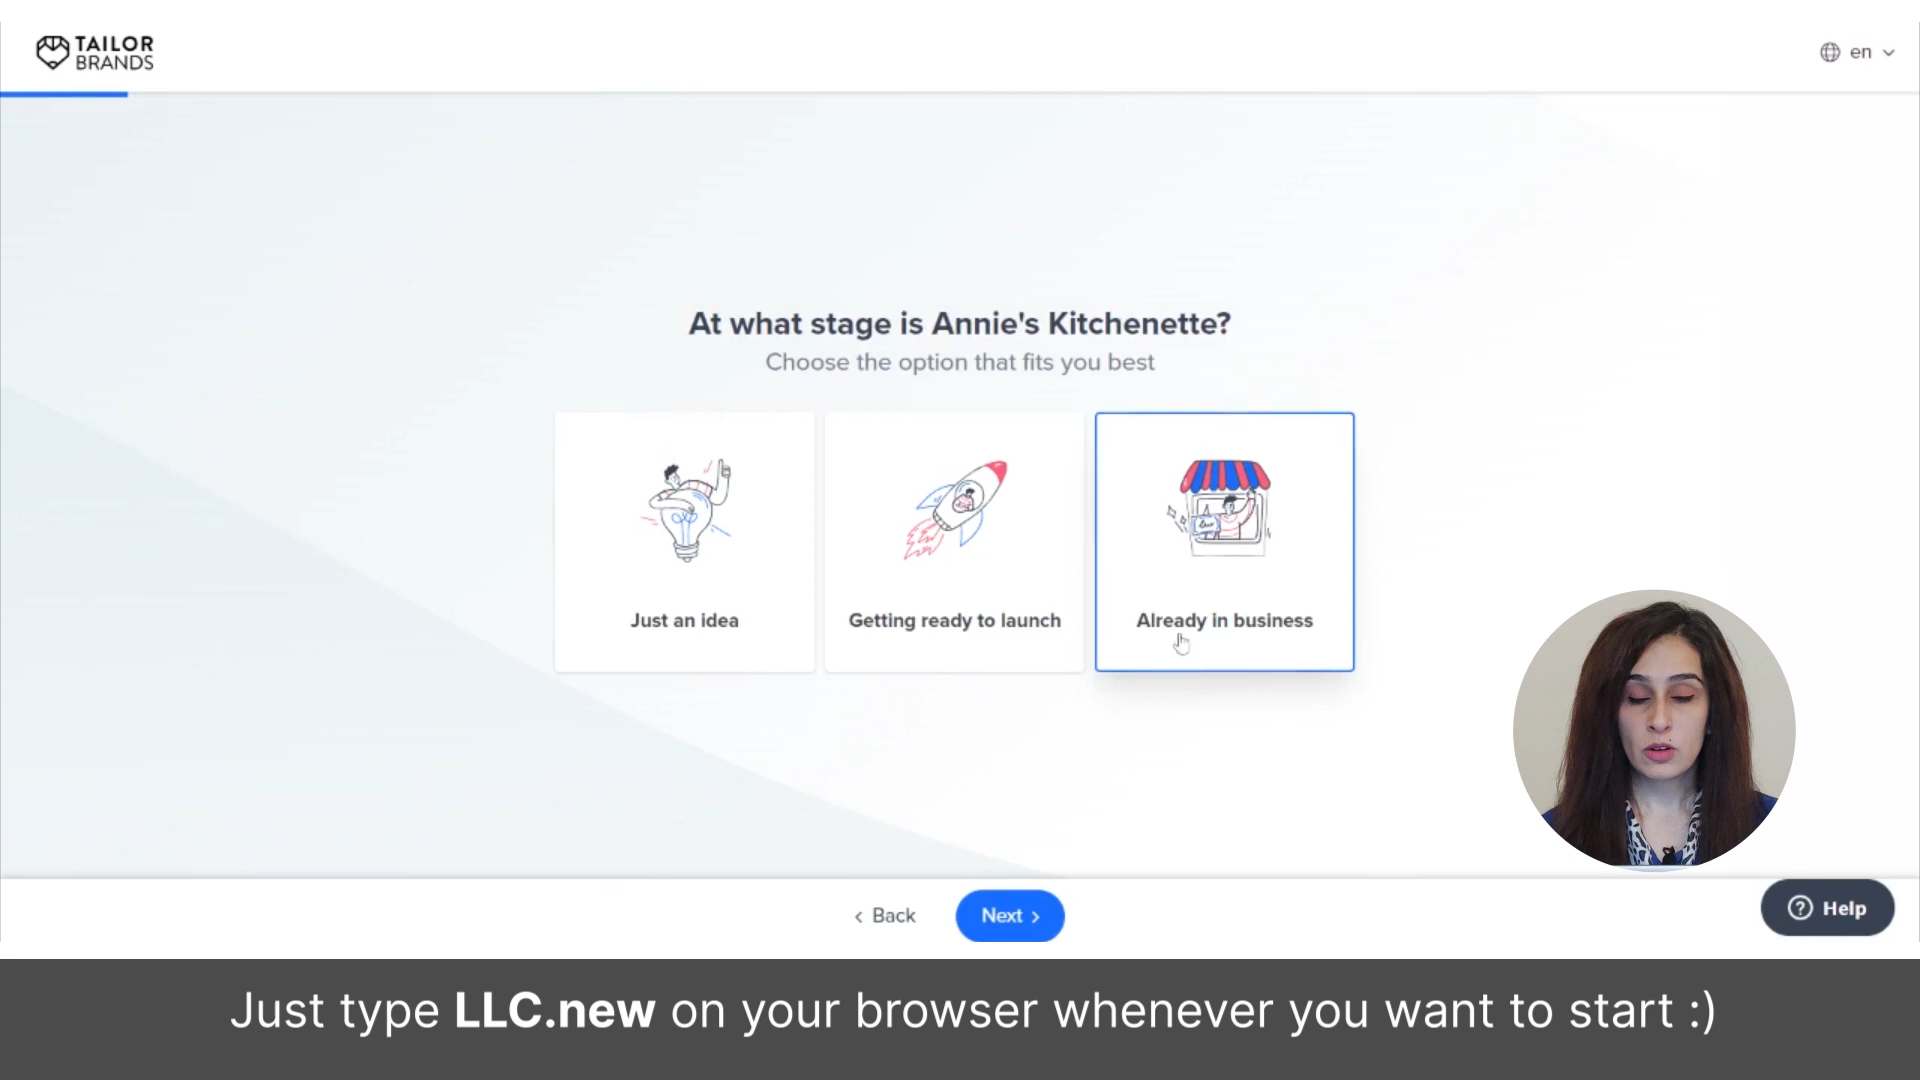 TAILOR
BRANDS
en
At what stage is Annie's Kitchenette?
Choose the option that fits you best
Just an idea
Getting ready to launch
Already in business
Back
Next
Help
Just type LLC.new on your browser whenever you want to start :)